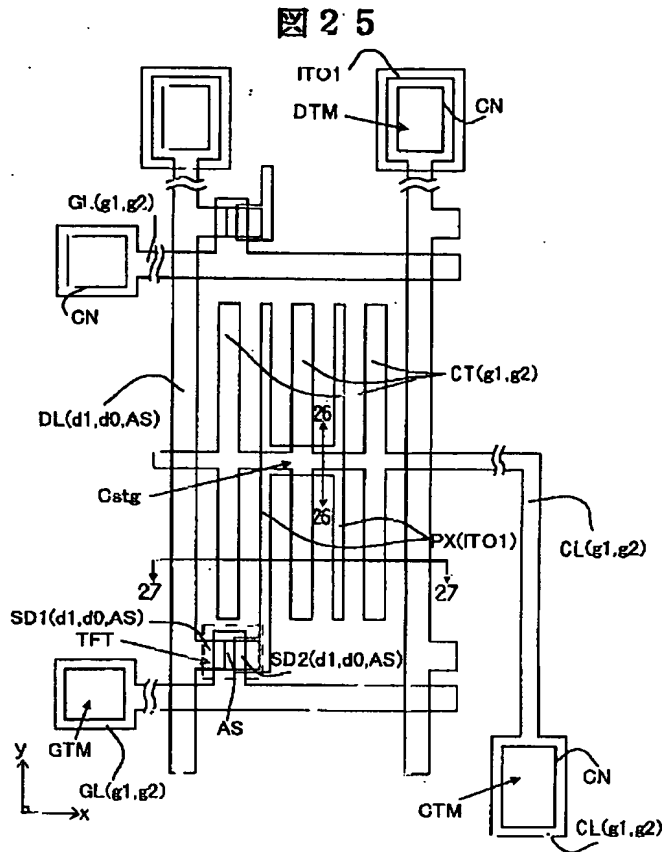 図25
ITO1
DTM
CN
GL(g1,g2)
CN
CT(g1,g2)
DL(d1,d0,AS)
26
Cstg
26
PX(ITO1)
CL(g1,g2)
27
27
SD1(d1,d0,AS)
TFT
SD2(d1,d0,AS)
AS
GTM
GL(g1,g2)
y
x
CN
CTM
CL(g1,g2)